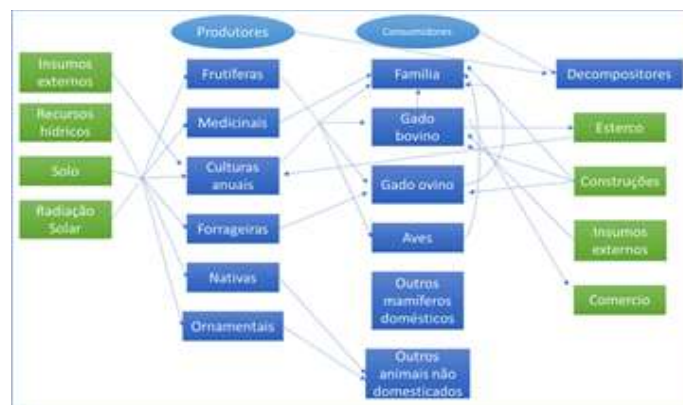 Produtores
Consumidores
Insumos
externos
Recursos
hídricos
Solo
Radiação
Solar
Frutíferas
Medicinais
Culturas
anuais
Forrageiras
Nativas
Ornamentais
Família
Gado
bovino
Gado ovino
Aves
Outros
mamíferos
domésticos
Outros
animais não
domesticados
Decompositores
Esterco
Construções
Insumos
externos
Comercio